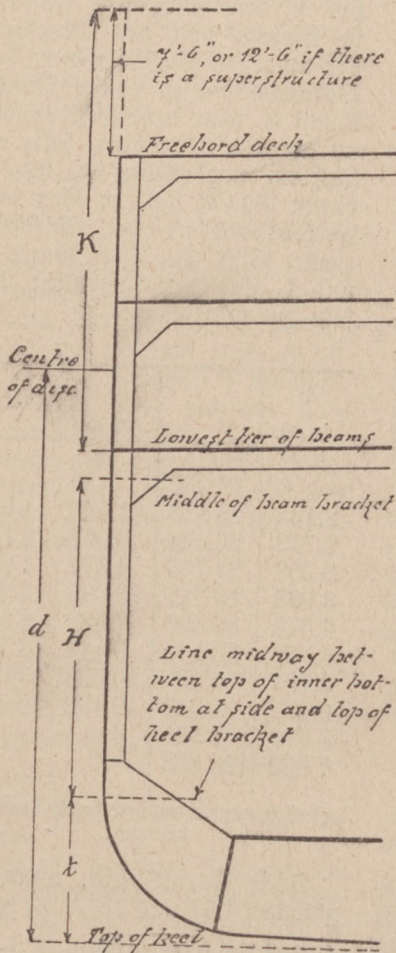 7'-6", or 12'-6" if there
is a superstructure
Freebord deck
K
Centre
of disc
Lowest tier of beams
Middle of beam bracket
d
H
Line midway bet-
ween top of inner bot-
tom at side and top of
heel bracket
t
Top of keel